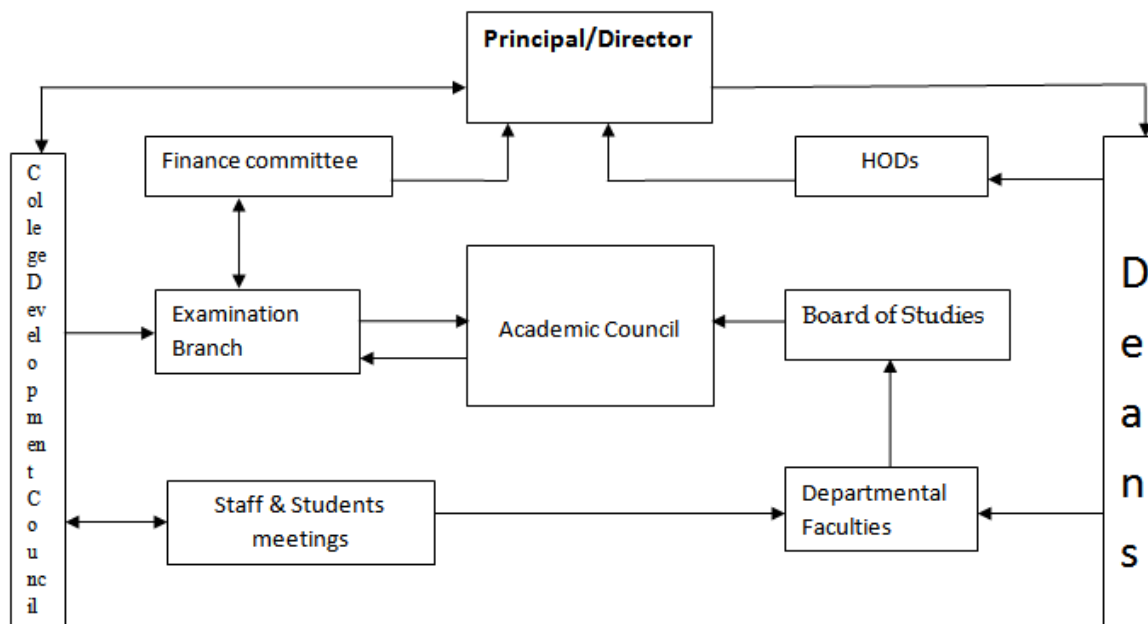 Principal/Director
Finance committee
HODs
C
ol
le
ge
D
ev
el
o
p
m
en
t
C
o
u
nc
il
Examination
Branch
Academic Council
Board of Studies
Staff & Students
meetings
Departmental
Faculties
D
e
a
n
s